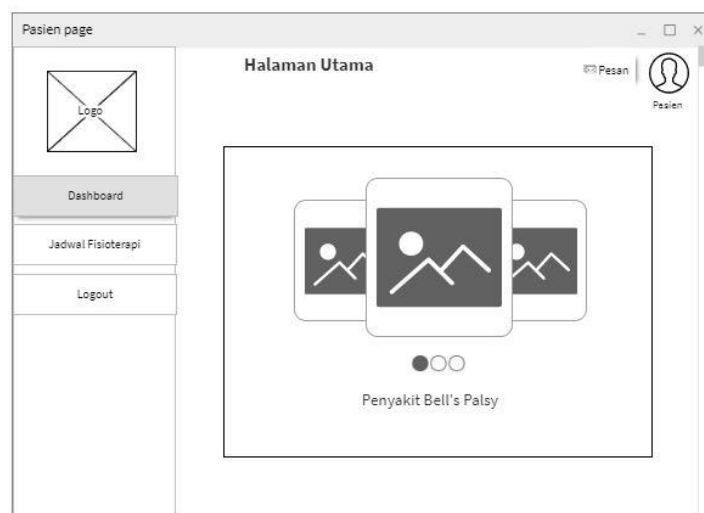 Pasien page
Halaman Utama
Pesan
Pasien
Logo
Dashboard
Jadwal Fisioterapi
Logout
Penyakit Bell's Palsy